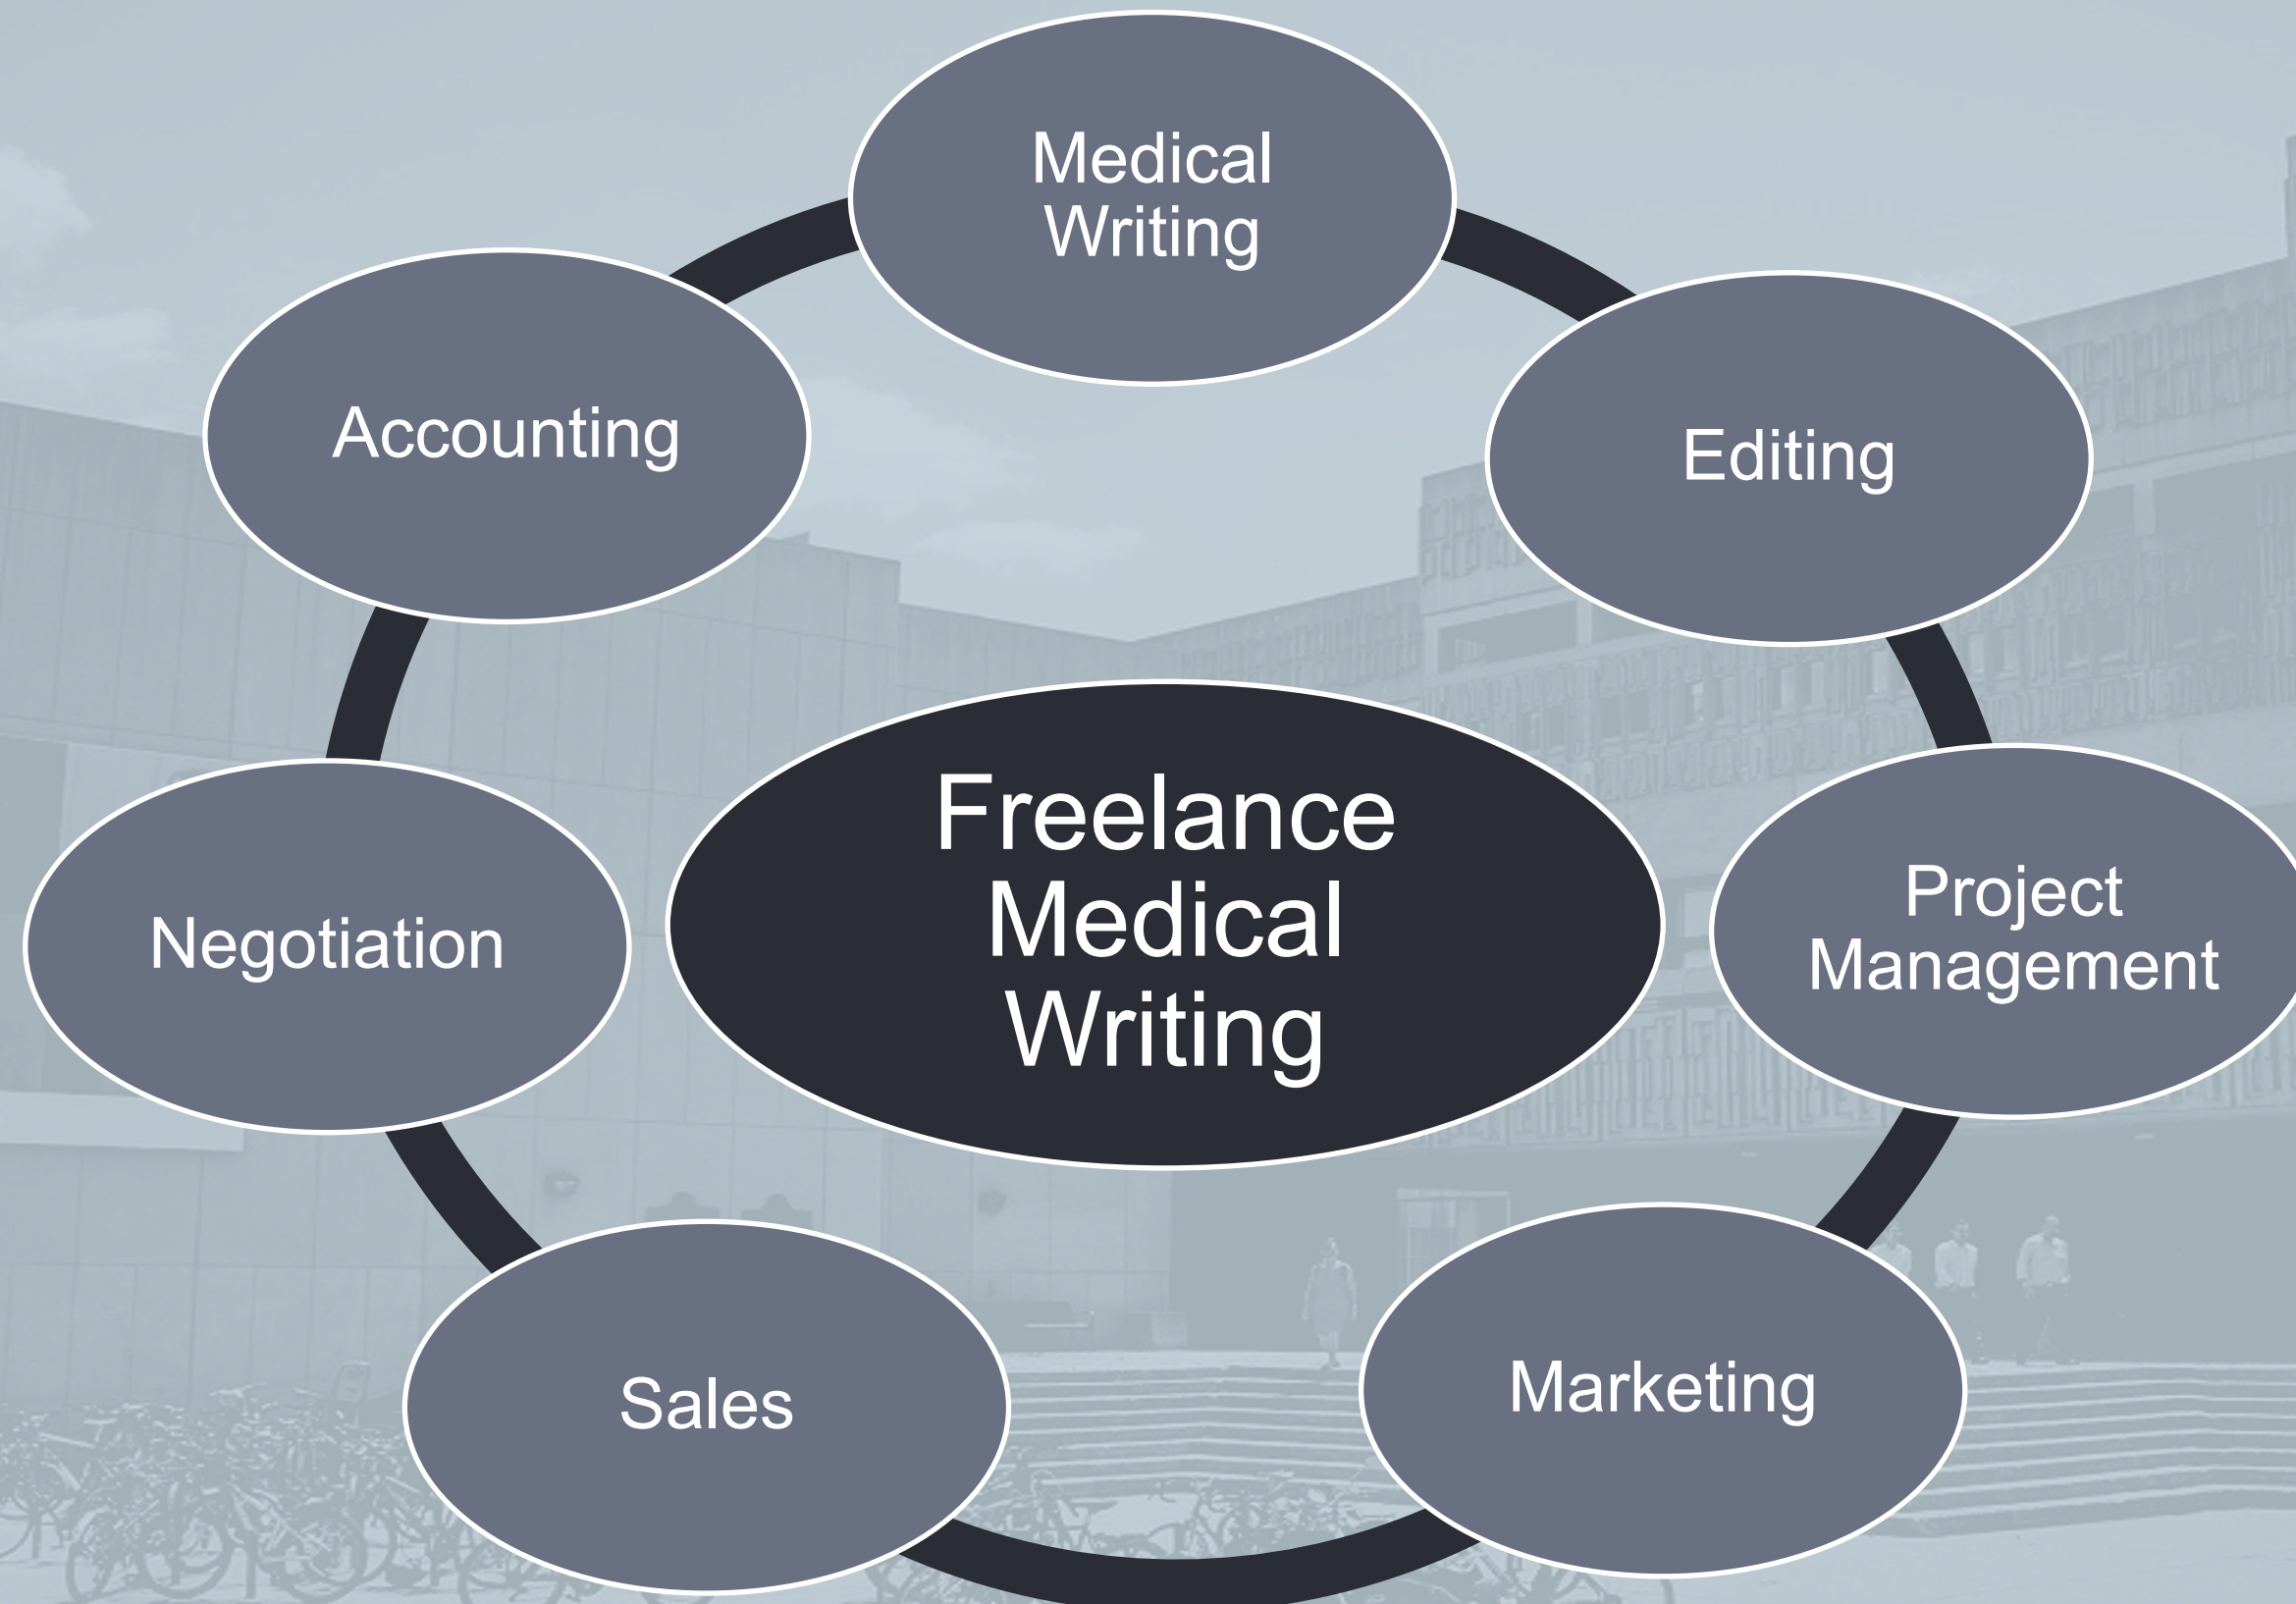 Medical
Writing
Editing
Project
Management
Marketing
Sales
Negotiation
Accounting
Freelance
Medical
Writing